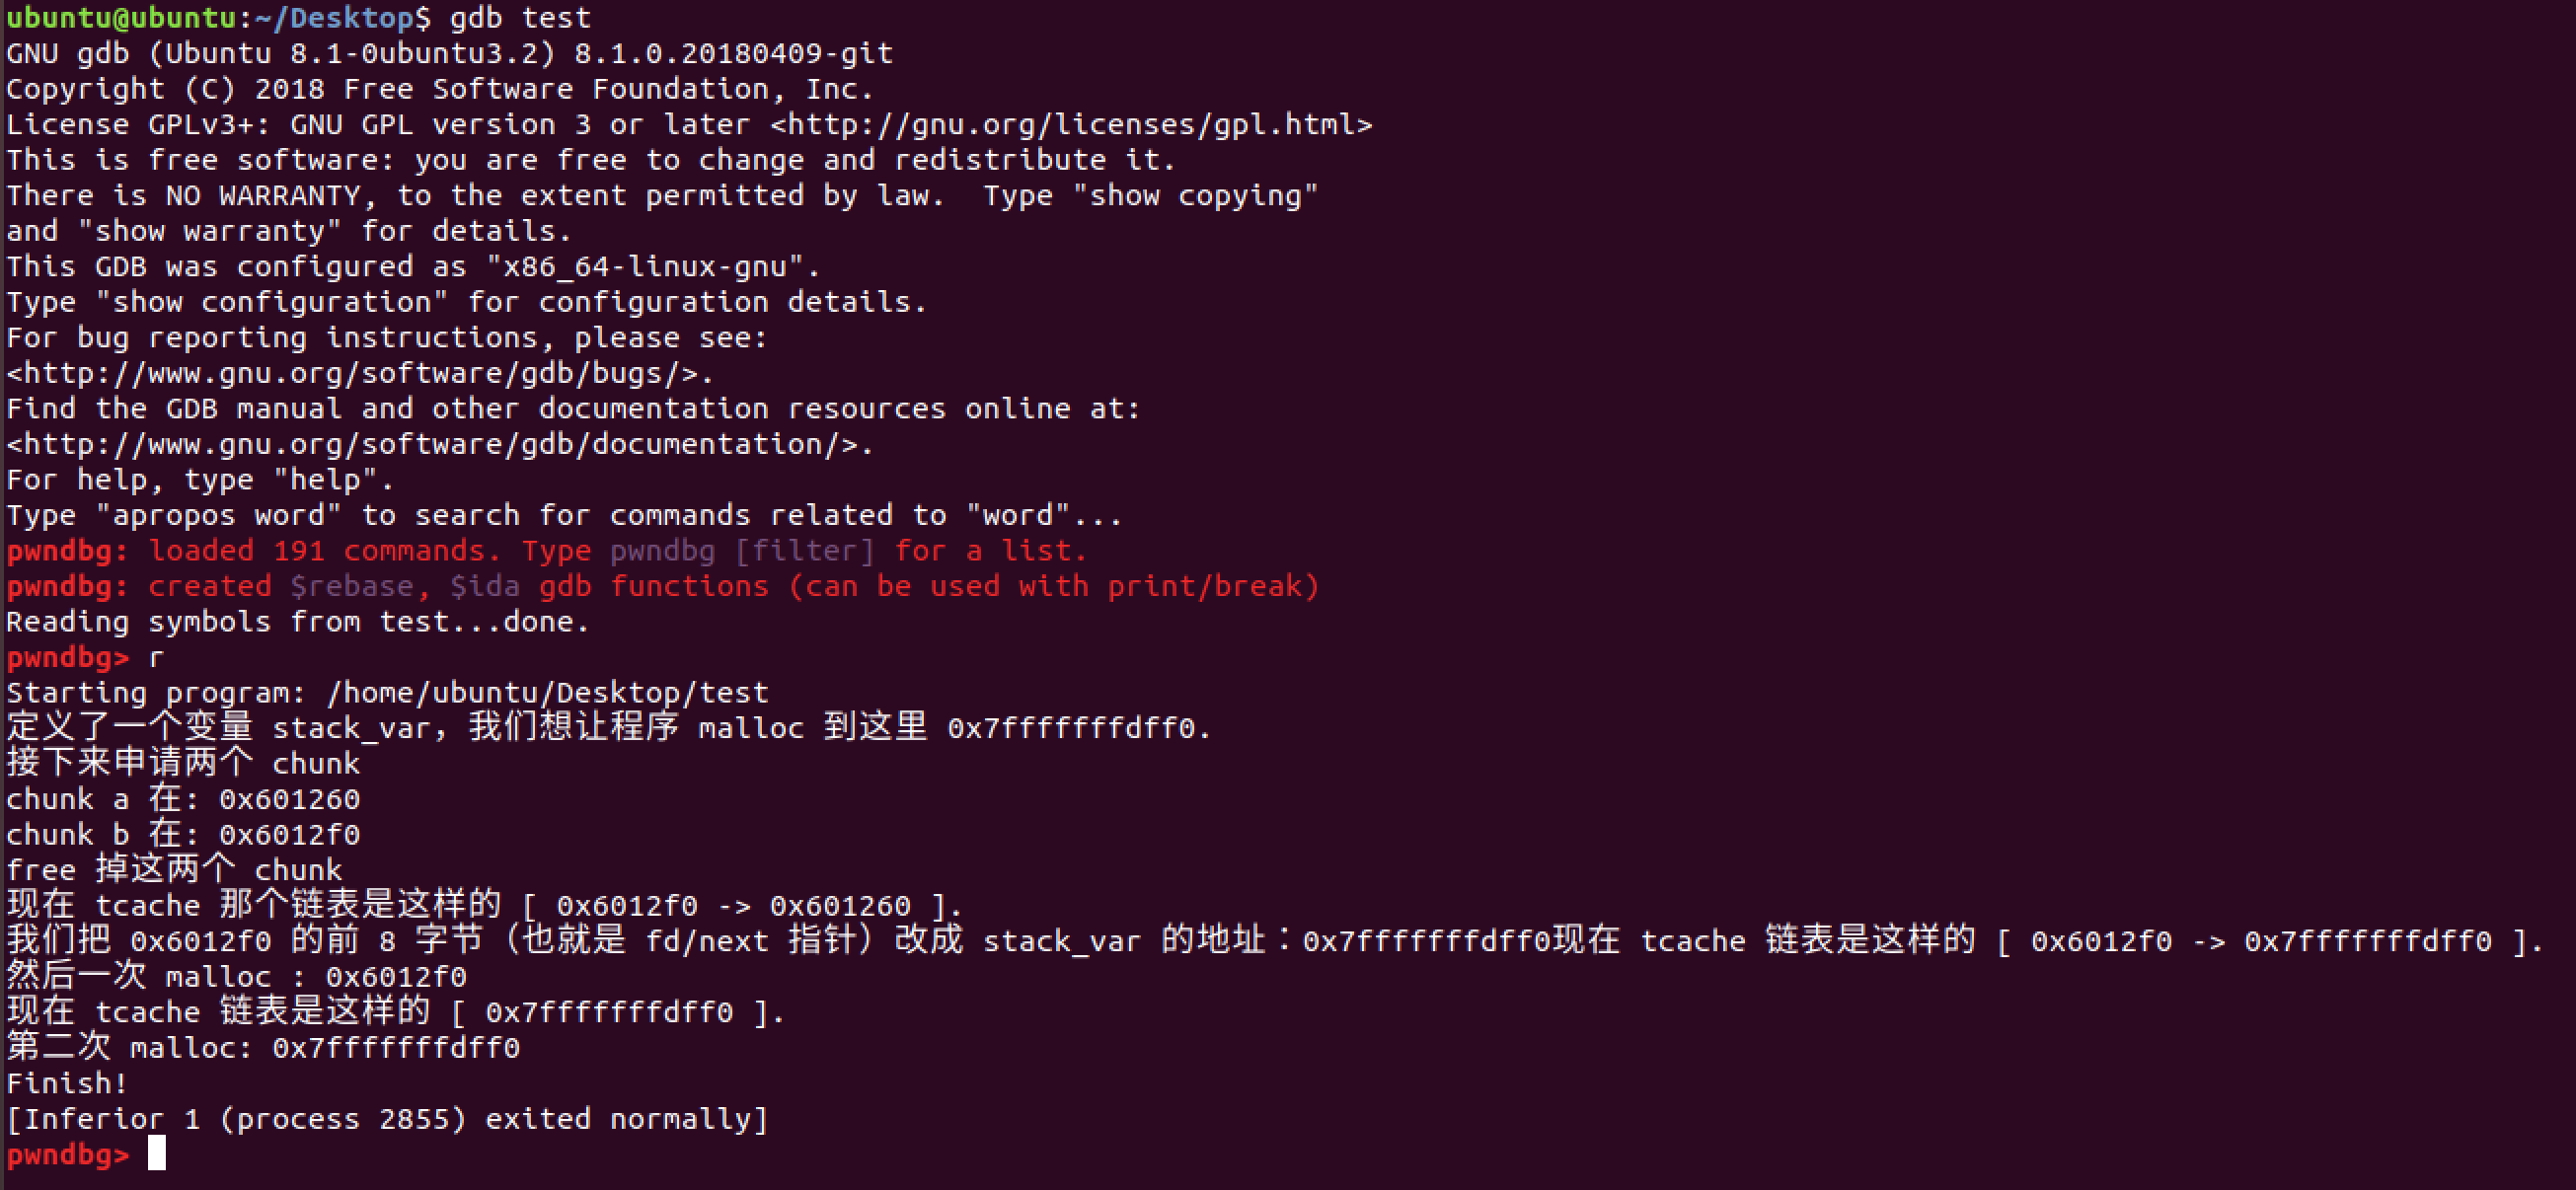 ubuntu@ubuntu:~/Desktop$ gdb test
GNU gdb (Ubuntu 8.1-0ubuntu3.2) 8.1.0.20180409-git
Copyright (C) 2018 Free Software Foundation, Inc.
License GPLv3+: GNU GPL version 3 or later <http://gnu.org/licenses/gpl.html>
This is free software: you are free to change and redistribute it.
There is NO WARRANTY, to the extent permitted by law.  Type "show copying"
and "show warranty" for details.
This GDB was configured as "x86_64-linux-gnu".
Type "show configuration" for configuration details.
For bug reporting instructions, please see:
<http://www.gnu.org/software/gdb/bugs/>.
Find the GDB manual and other documentation resources online at:
<http://www.gnu.org/software/gdb/documentation/>.
For help, type "help".
Type "apropos word" to search for commands related to "word"...
pwndbg: loaded 191 commands. Type pwndbg [filter] for a list.
pwndbg: created $rebase, $ida gdb functions (can be used with print/break)
Reading symbols from test...done.
pwndbg> r
Starting program: /home/ubuntu/Desktop/test
定义了一个变量 stack_var，我们想让程序 malloc 到这里 0x7fffffffdff0.
接下来申请两个 chunk
chunk a 在: 0x601260
chunk b 在: 0x6012f0
free 掉这两个 chunk
现在 tcache 那个链表是这样的 [ 0x6012f0 -> 0x601260 ].
我们把 0x6012f0 的前 8 字节（也就是 fd/next 指针）改成 stack_var 的地址：0x7fffffffdff0现在 tcache 链表是这样的 [ 0x6012f0 -> 0x7fffffffdff0 ].
然后一次 malloc : 0x6012f0
现在 tcache 链表是这样的 [ 0x7fffffffdff0 ].
第二次 malloc: 0x7fffffffdff0
Finish!
[Inferior 1 (process 2855) exited normally]
pwndbg>